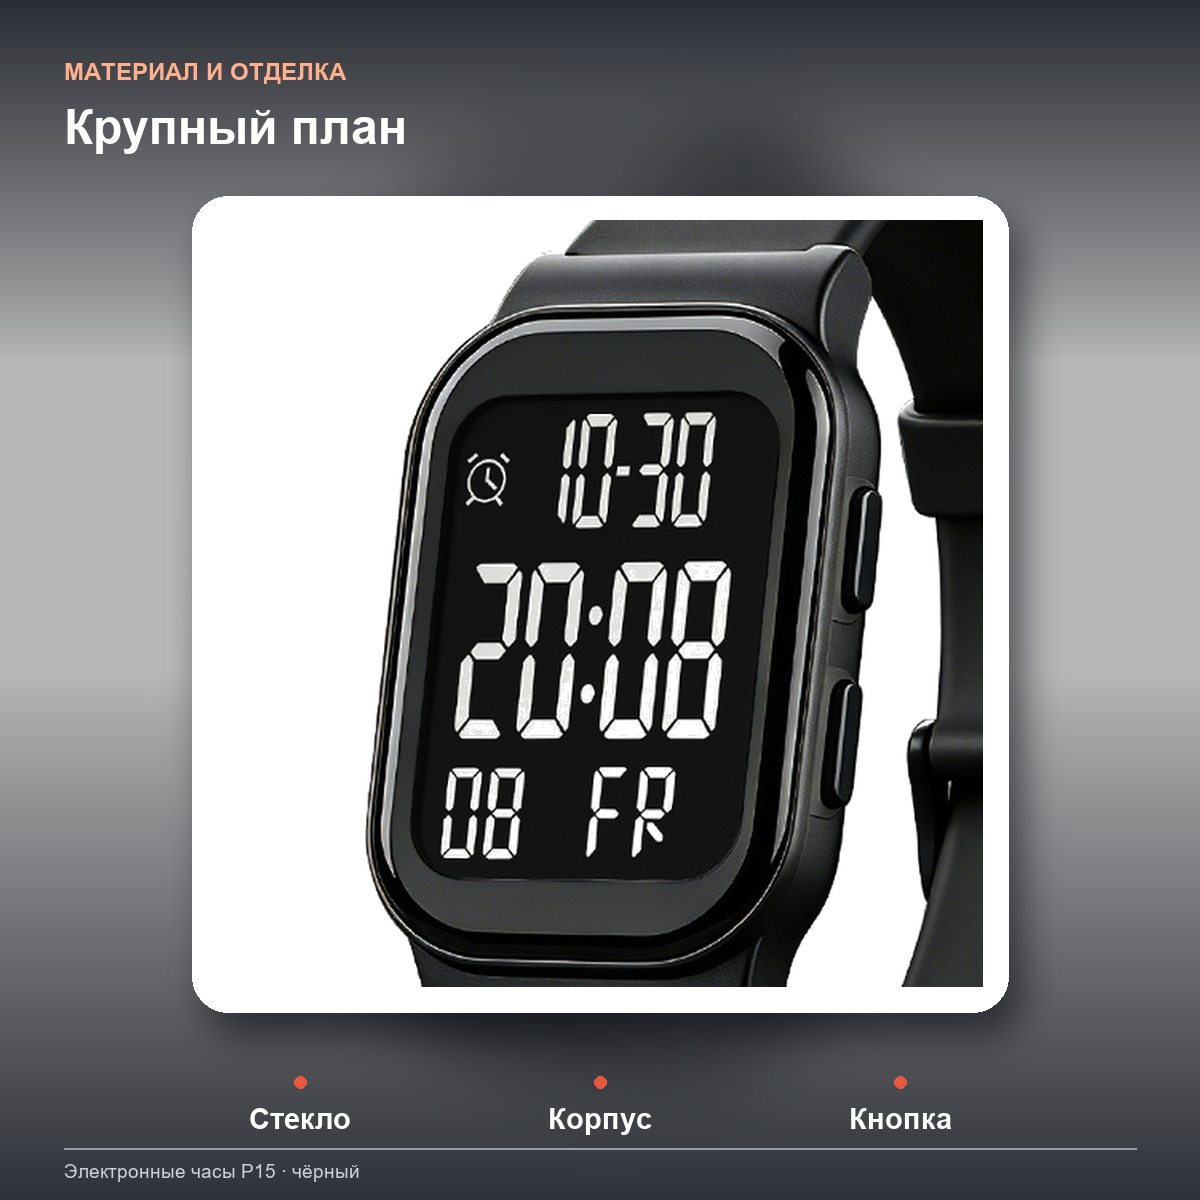 МАТЕРИАЛ И ОТДЕЛКА
Крупный план
10-30
20:08
08 FR
Стекло Корпус Кнопка
Электронные часы P15 · чёрный